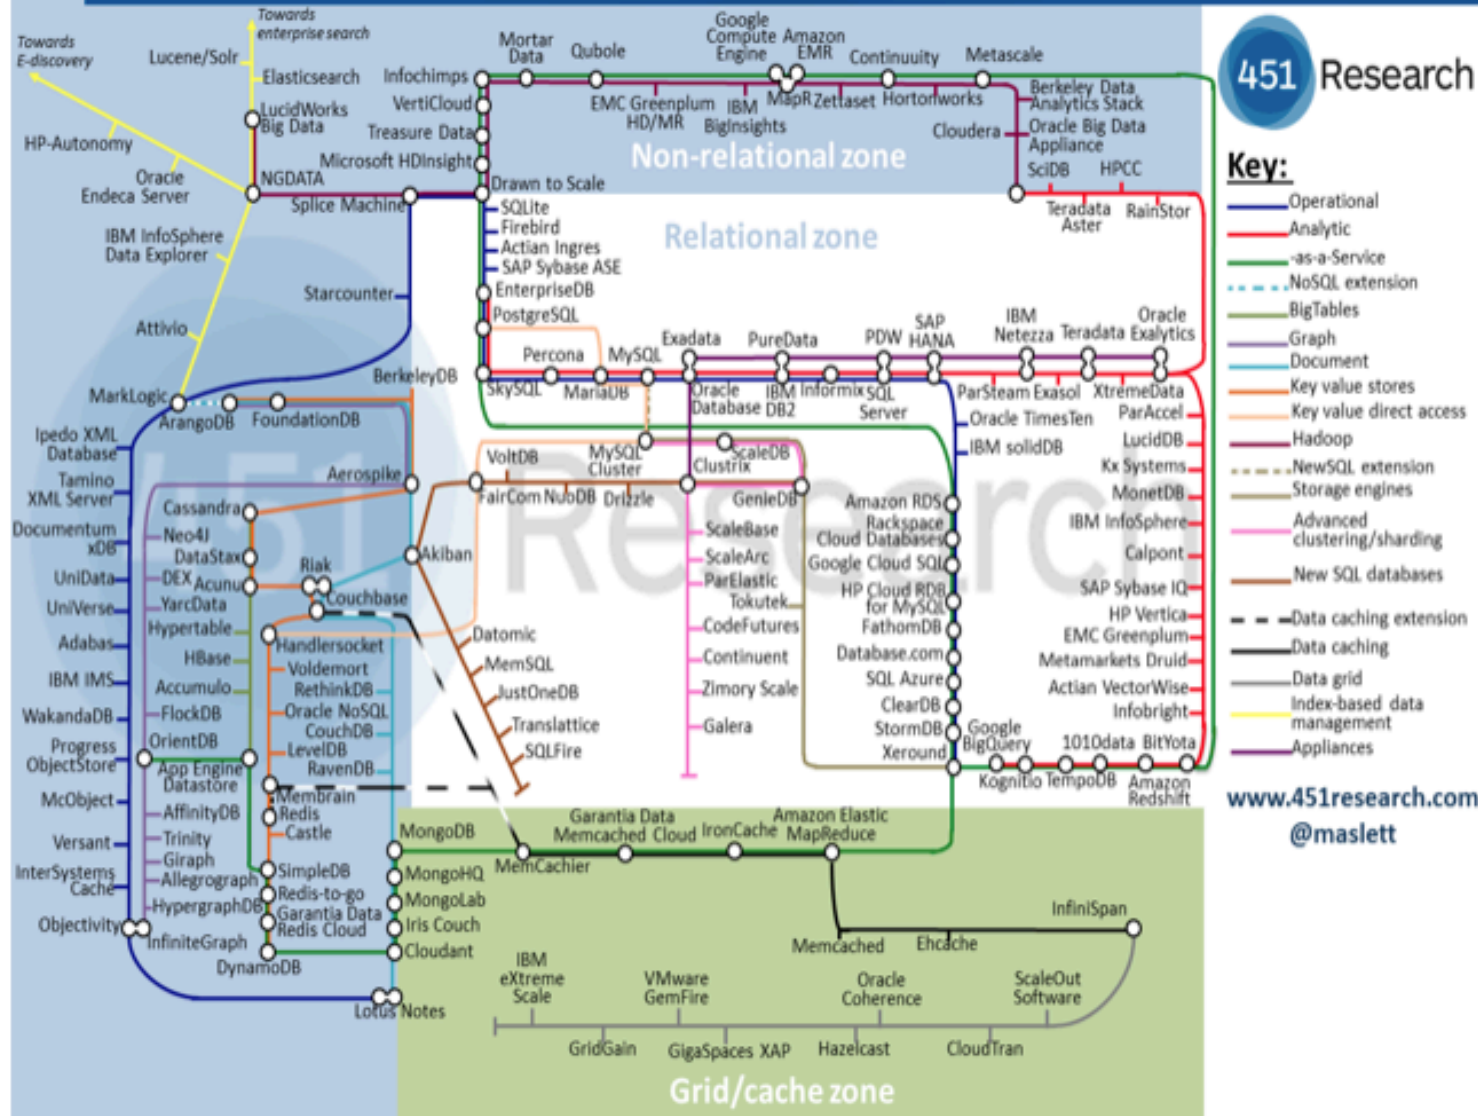 Towards
E-discovery
Towards
enterprise search
Lucene/Solr
Elasticsearch
LucidWorks
Big Data
HP-Autonomy
Oracle
Endeca Server
NGDATA
IBM InfoSphere
Data Explorer
Attivio
MarkLogic
Infochimps
VertiCloud
Treasure Data
Microsoft HDInsight
Drawn to Scale
Splice Machine
Starcounter
BerkeleyDB
Mortar
Data
Qubole
Google
Compute
Engine
Amazon
EMR
Continuuity
Metascale
EMC Greenplum
HD/MR
IBM
BigInsights
MapR
Zettaset
Hortonworks
Berkeley Data
Analytics Stack
Cloudera
Oracle Big Data
Appliance
Non-relational zone
SciDB
HPCC
Teradata
Aster
RainStor
SQLite
Firebird
Actian Ingres
SAP Sybase ASE
EnterpriseDB
PostgreSQL
Relational zone
Percona
MySQL
Exadata
PureData
PDW
SAP
HANA
IBM
Netezza
Teradata
Oracle
Exalytics
SkySQL
MariaDB
Oracle
Database
IBM
DB2
Informix
SQL
Server
ParSteam
Exasol
XtremeData
Oracle TimesTen
IBM solidDB
ParAccel
LucidDB
Kx Systems
MonetDB
IBM InfoSphere
Calpont
SAP Sybase IQ
HP Vertica
EMC Greenplum
Metamarkets Druid
Actian VectorWise
Infobright
ArangoDB
FoundationDB
Ipedo XML
Database
Tamino
XML Server
Documentum
xDB
UniData
UniVerse
Adabas
IBM IMS
WakandaDB
Progress
ObjectStore
McObject
Versant
InterSystems
Caché
Objectivity
Aerospike
Cassandra
Neo4J
DataStax
DEX
Acunu
YarcData
Hypertable
HBase
Accumulo
FlockDB
OrientDB
App Engine
Datastore
AffinityDB
Trinity
Giraph
Allegrograph
HypergraphDB
InfiniteGraph
DynamoDB
Riak
Couchbase
Akiban
Handlersocket
Voldemort
RethinkDB
Oracle NoSQL
CouchDB
LevelDB
RavenDB
Membrain
Redis
Castle
SimpleDB
Redis-to-go
Garantia Data
Redis Cloud
Lotus Notes
MongoDB
MongoHQ
MongoLab
Iris Couch
Cloudant
451 Research
VoltDB
FairCom
NuoDB
Drizzle
MySQL
Cluster
ScaleDB
Clustrix
GenieDB
ScaleBase
ScaleArc
ParElastic
Tokutek
CodeFutures
Continuent
Zimory Scale
Galera
Datomic
MemSQL
JustOneDB
Translattice
SQLFire
Amazon RDS
Rackspace
Cloud Databases
Google Cloud SQL
HP Cloud RDB
for MySQL
FathomDB
Database.com
SQL Azure
ClearDB
StormDB
Xeround
Google
BigQuery
1010data
BitYota
Kognitio
TempoDB
Amazon
Redshift
MemCachier
Garantia Data
Memcached Cloud
IronCache
Amazon Elastic
MapReduce
Memcached
Ehcache
InfiniSpan
IBM
eXtreme
Scale
VMware
GemFire
Oracle
Coherence
ScaleOut
Software
GridGain
GigaSpaces XAP
Hazelcast
CloudTran
Grid/cache zone
451 Research
Key:
Operational
Analytic
-as-a-Service
NoSQL extension
BigTables
Graph
Document
Key value stores
Key value direct access
Hadoop
NewSQL extension
Storage engines
Advanced
clustering/sharding
New SQL databases
Data caching extension
Data caching
Data grid
Index-based data
management
Appliances
www.451research.com
@maslett